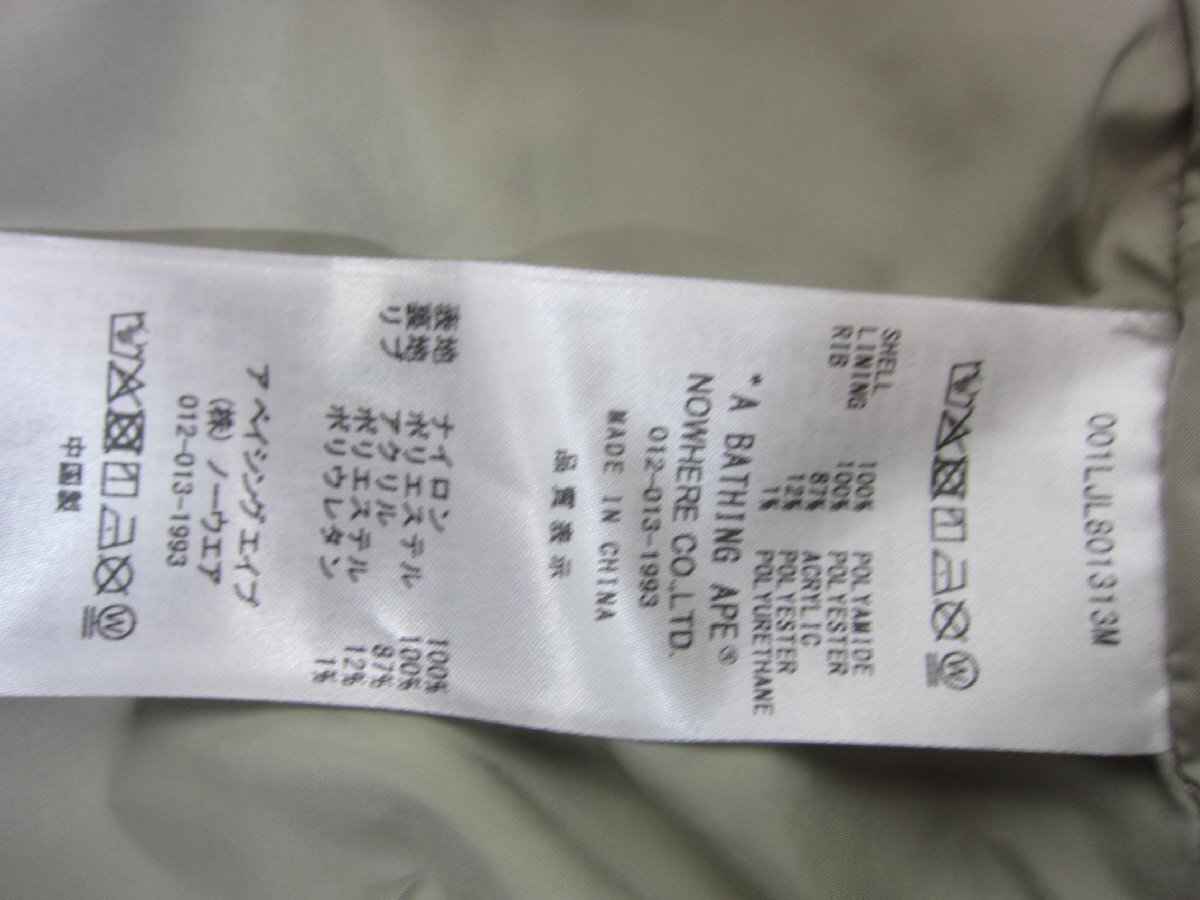 001LJL801313M
SHELL 100% POLYAMIDE
LINING 100% POLYESTER
RIB 87% ACRYLIC
12% POLYESTER
1% POLYURETHANE
*A BATHING APE®
NOWHERE CO.,LTD.
012-013-1993
MADE IN CHINA
品質表示
表地 ナイロン 100%
裏地 ポリエステル 100%
リブ アクリル 87%
ポリエステル 12%
ポリウレタン 1%
アベイシングエイプ
(株) ノーウエア
012-013-1993
中国製